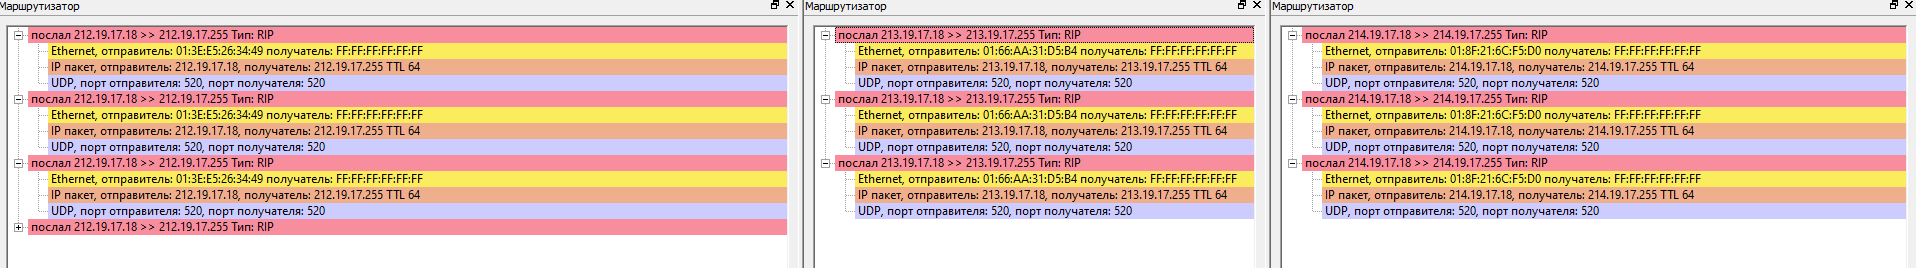 Маршрутизатор
послал 212.19.17.18 >> 212.19.17.255 Тип: RIP
Ethernet, отправитель: 01:3E:E5:26:34:49 получатель: FF:FF:FF:FF:FF:FF
IP пакет, отправитель: 212.19.17.18, получатель: 212.19.17.255 TTL 64
UDP, порт отправителя: 520, порт получателя: 520
послал 212.19.17.18 >> 212.19.17.255 Тип: RIP
Ethernet, отправитель: 01:3E:E5:26:34:49 получатель: FF:FF:FF:FF:FF:FF
IP пакет, отправитель: 212.19.17.18, получатель: 212.19.17.255 TTL 64
UDP, порт отправителя: 520, порт получателя: 520
послал 212.19.17.18 >> 212.19.17.255 Тип: RIP
Ethernet, отправитель: 01:3E:E5:26:34:49 получатель: FF:FF:FF:FF:FF:FF
IP пакет, отправитель: 212.19.17.18, получатель: 212.19.17.255 TTL 64
UDP, порт отправителя: 520, порт получателя: 520
послал 212.19.17.18 >> 212.19.17.255 Тип: RIP
Маршрутизатор
послал 213.19.17.18 >> 213.19.17.255 Тип: RIP
Ethernet, отправитель: 01:66:AA:31:D5:B4 получатель: FF:FF:FF:FF:FF:FF
IP пакет, отправитель: 213.19.17.18, получатель: 213.19.17.255 TTL 64
UDP, порт отправителя: 520, порт получателя: 520
послал 213.19.17.18 >> 213.19.17.255 Тип: RIP
Ethernet, отправитель: 01:66:AA:31:D5:B4 получатель: FF:FF:FF:FF:FF:FF
IP пакет, отправитель: 213.19.17.18, получатель: 213.19.17.255 TTL 64
UDP, порт отправителя: 520, порт получателя: 520
послал 213.19.17.18 >> 213.19.17.255 Тип: RIP
Ethernet, отправитель: 01:66:AA:31:D5:B4 получатель: FF:FF:FF:FF:FF:FF
IP пакет, отправитель: 213.19.17.18, получатель: 213.19.17.255 TTL 64
UDP, порт отправителя: 520, порт получателя: 520
Маршрутизатор
послал 214.19.17.18 >> 214.19.17.255 Тип: RIP
Ethernet, отправитель: 01:8F:21:6C:F5:D0 получатель: FF:FF:FF:FF:FF:FF
IP пакет, отправитель: 214.19.17.18, получатель: 214.19.17.255 TTL 64
UDP, порт отправителя: 520, порт получателя: 520
послал 214.19.17.18 >> 214.19.17.255 Тип: RIP
Ethernet, отправитель: 01:8F:21:6C:F5:D0 получатель: FF:FF:FF:FF:FF:FF
IP пакет, отправитель: 214.19.17.18, получатель: 214.19.17.255 TTL 64
UDP, порт отправителя: 520, порт получателя: 520
послал 214.19.17.18 >> 214.19.17.255 Тип: RIP
Ethernet, отправитель: 01:8F:21:6C:F5:D0 получатель: FF:FF:FF:FF:FF:FF
IP пакет, отправитель: 214.19.17.18, получатель: 214.19.17.255 TTL 64
UDP, порт отправителя: 520, порт получателя: 520